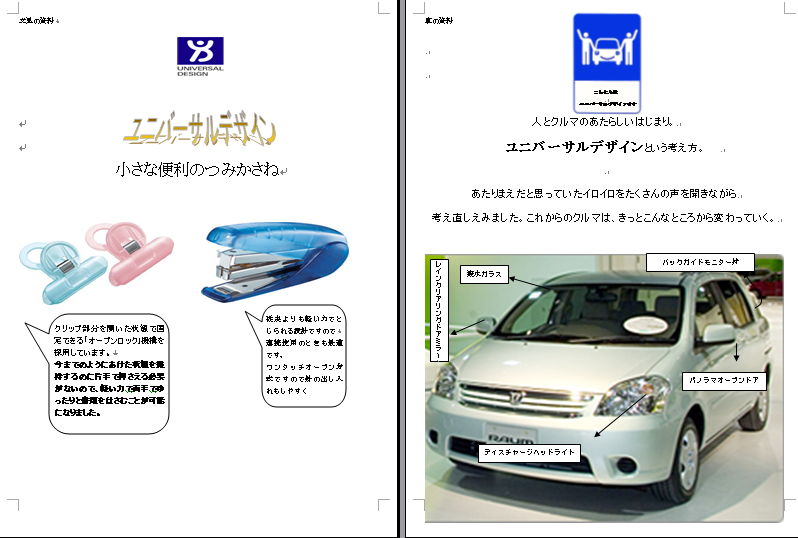 文具の資料
UNIVERSAL
DESIGN
ユニバーサルデザイン
小さな便利のつみかさね
クリップ部分を開いた状態で固
定できる「オープンロック」機構を
採用しています。
今までのようにあけた状態を維
持するのに片手で押さえる必要
がないので、軽い力で両手でゆ
ったりと書類をはさむことが可能
になりました。
従来よりも軽い力でと
じられる設計ですので
連続使用のときも快適
です。
ワンタッチオープン方
式ですので針の出し入
れもしやすく
車の資料
人とクルマのあたらしいはじまり。
ユニバーサルデザインという考え方。
あたりまえだと思っていたイロイロをたくさんの声を聞きながら、
考え直しえみました。これからのクルマは、きっとこんなところから変わっていく。
レインクリアリングドアミラー
撥水ガラス
バックガイドモニター
パノラマオープンドア
ディスチャージヘッドライト
RAUM